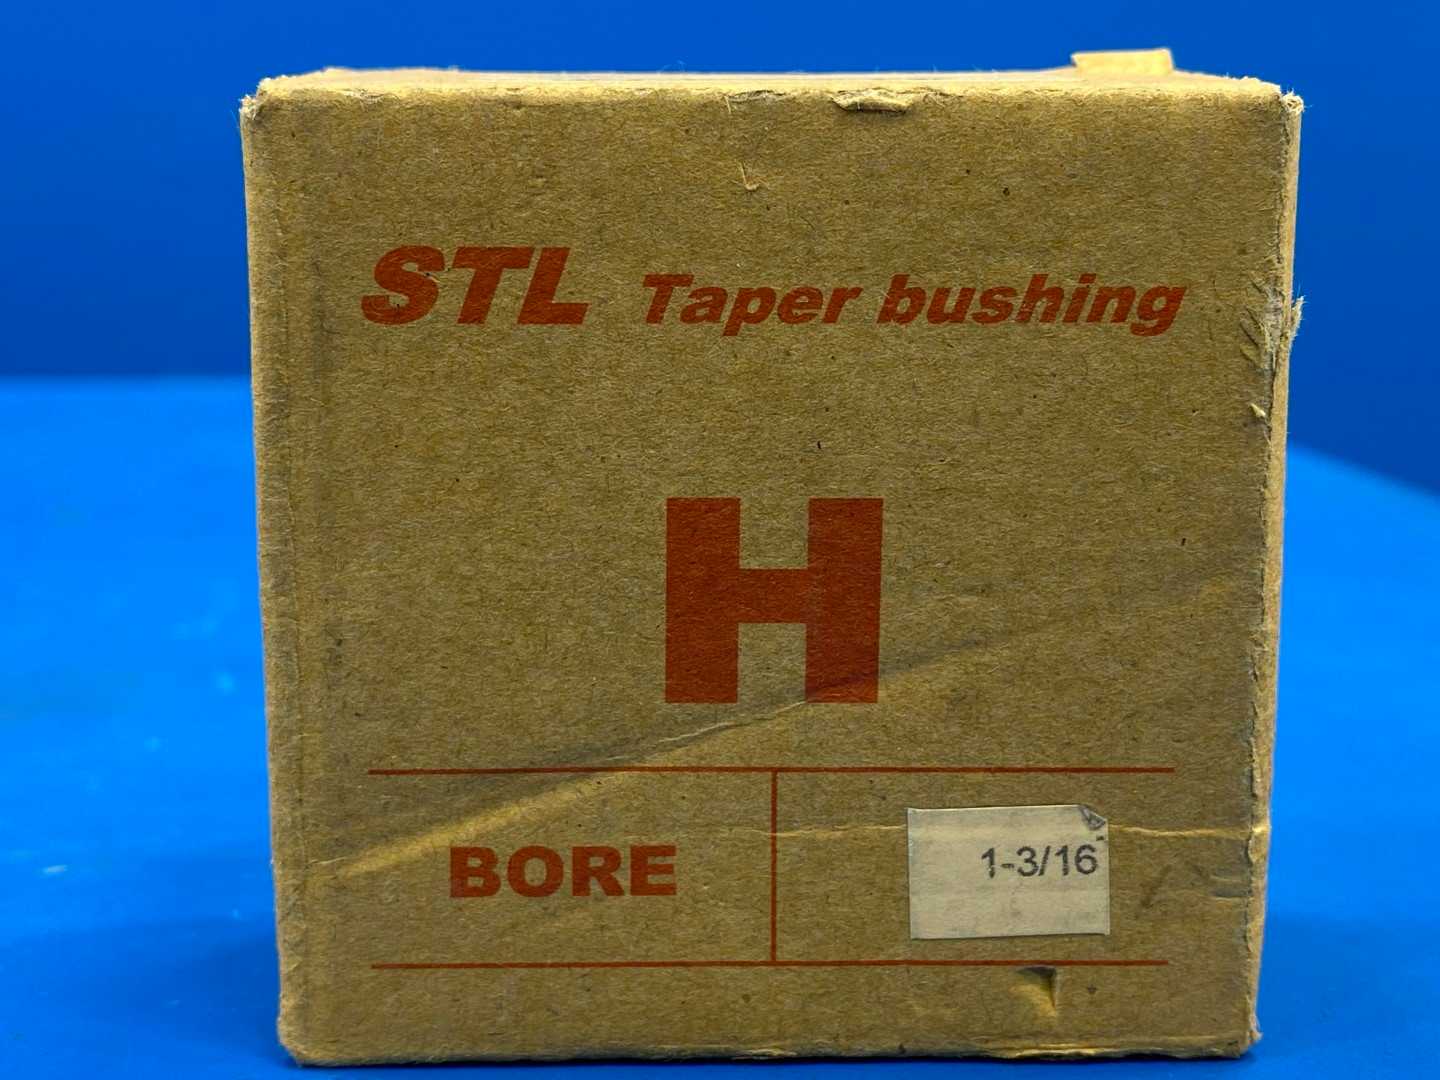 STL Taper bushing
H
BORE 1-3/16"